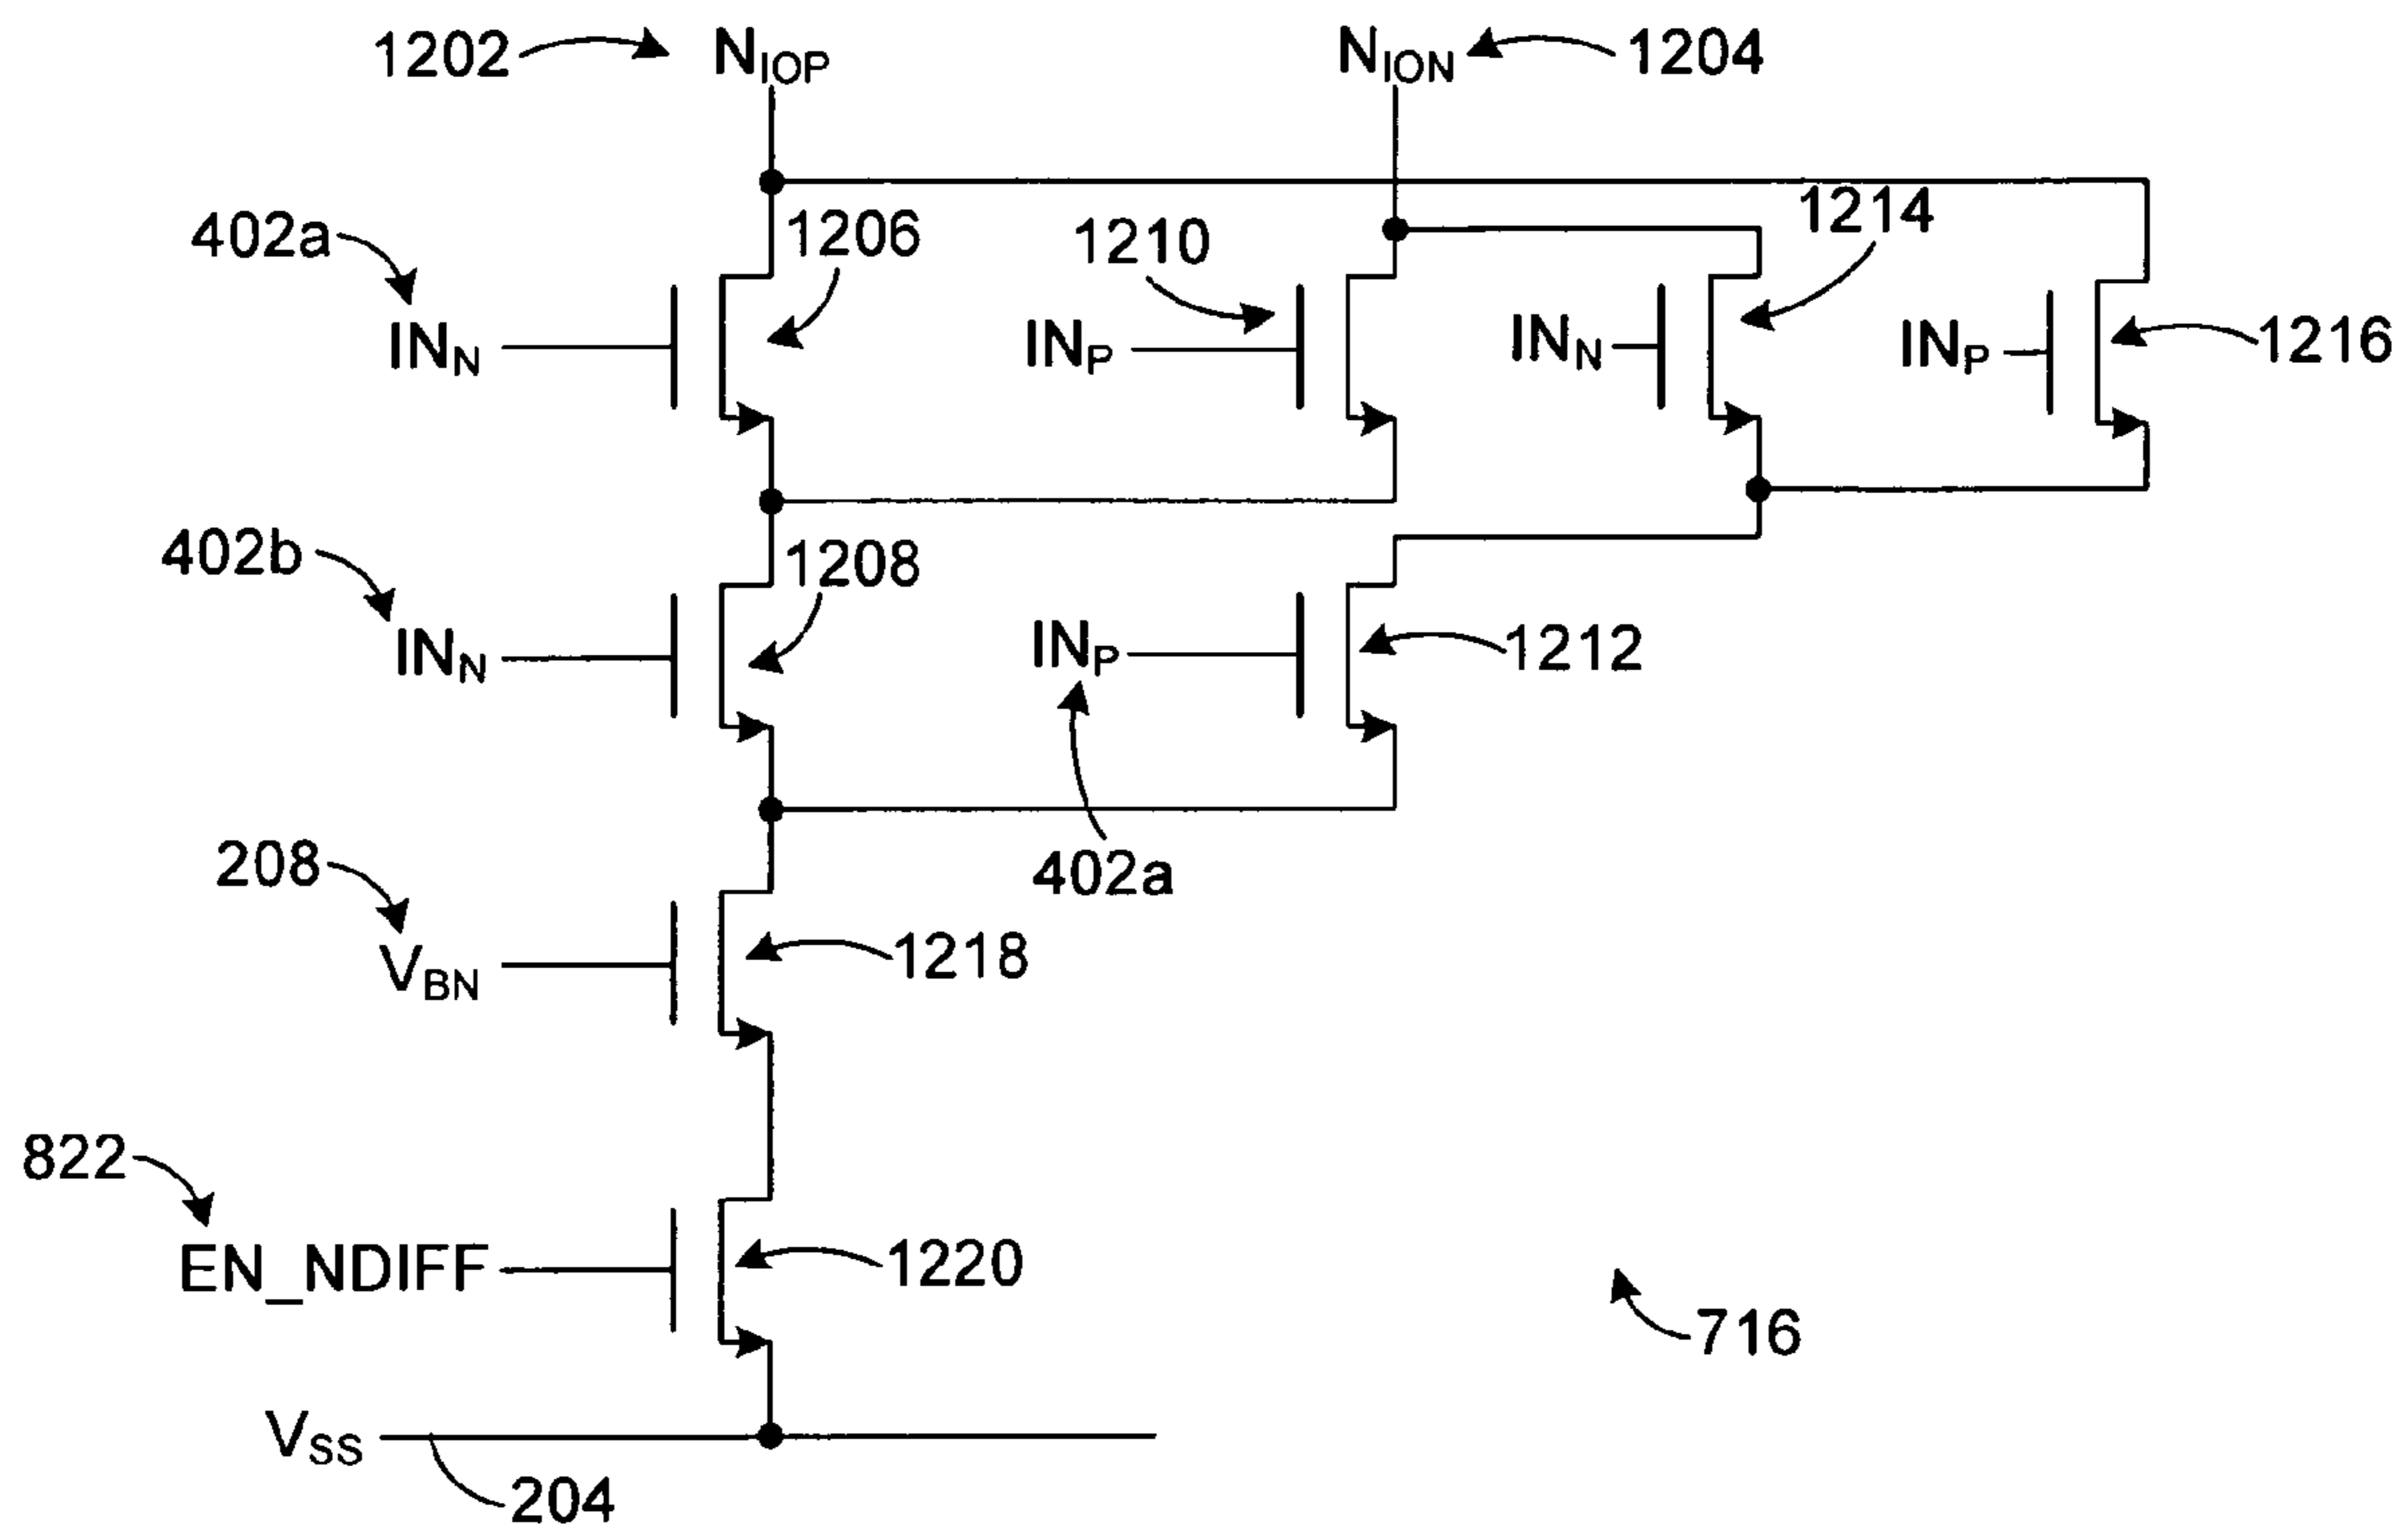 1202 N_IOP N_ION 1204
402a 1206 1210 1214
IN_N IN_P IN_N IN_P 1216
402b 1208
IN_N IN_P 1212
208 402a
V_BN 1218
822
EN_NDIFF 1220
716
V_SS
204